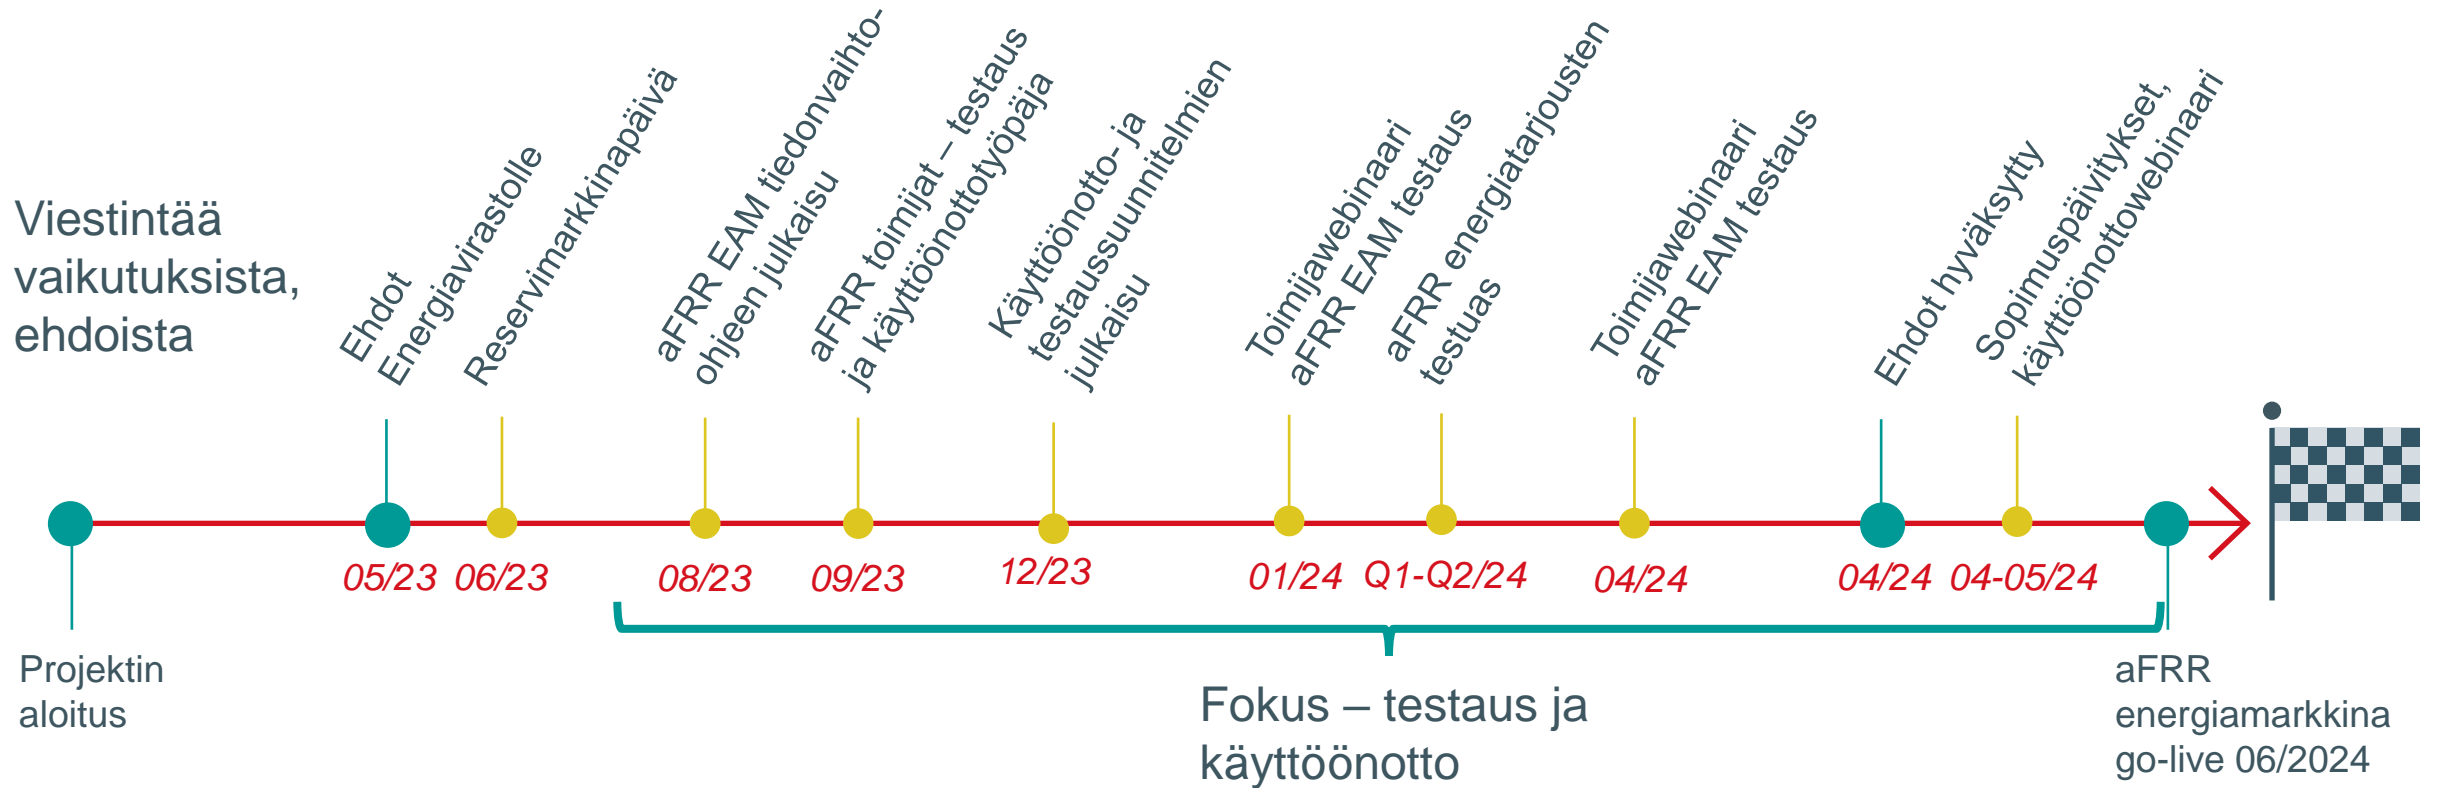 Viestintää
vaikutuksista,
ehdoista
Ehdot
Energiavirastolle
Reservimarkkinapäivä
aFRR EAM tiedonvaihto-
ohjeen julkaisu
aFRR toimijat – testaus
ja käyttöönottotyöpäja
Käyttöönotto- ja
testaussuunnitelmien
julkaisu
Toimijawebinaari
aFRR EAM testaus
aFRR energiatarjousten
testuas
Toimijawebinaari
aFRR EAM testaus
Ehdot hyväksytty
Sopimuspäivitykset,
käyttöönottowebinaari
05/23
06/23
08/23
09/23
12/23
01/24
Q1-Q2/24
04/24
04/24
04-05/24
Projektin
aloitus
Fokus – testaus ja
käyttöönotto
aFRR
energiamarkkina
go-live 06/2024